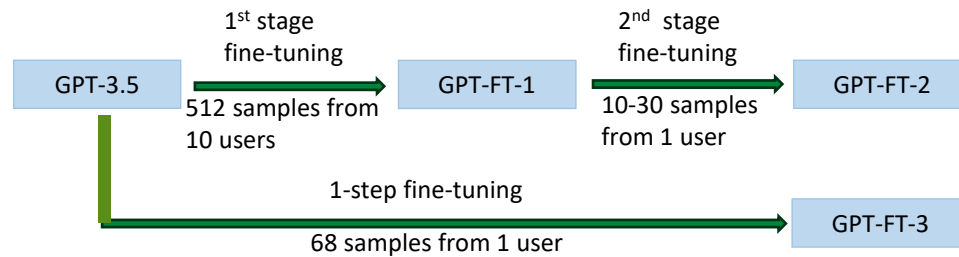 1st stage
fine-tuning
2nd stage
fine-tuning
GPT-3.5
GPT-FT-1
GPT-FT-2
512 samples from
10 users
10-30 samples
from 1 user
1-step fine-tuning
68 samples from 1 user
GPT-FT-3